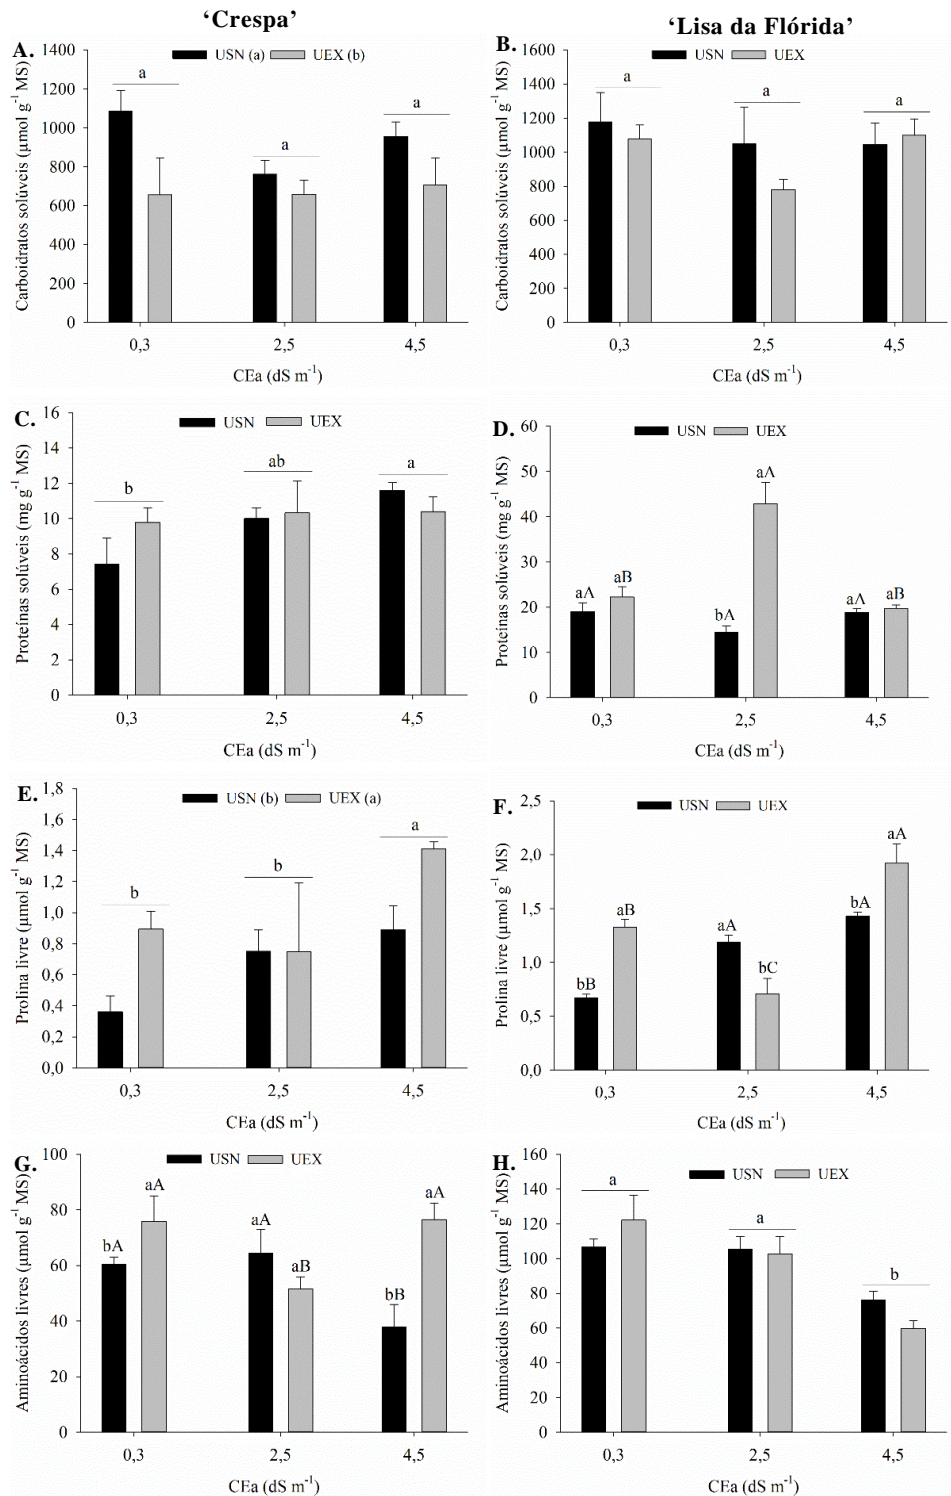 ‘Crespa’
‘Lisa da Flórida’
A.
USN (a) UEX (b)
1400
1200
1000
800
600
400
200
0
Carboidratos solúveis (µmol g⁻¹ MS)
a
a
a
0,3 2,5 4,5
CEa (dS m⁻¹)
B.
USN UEX
1600
1400
1200
1000
800
600
400
200
0
Carboidratos solúveis (µmol g⁻¹ MS)
a
a
a
0,3 2,5 4,5
CEa (dS m⁻¹)
C.
USN UEX
16
14
12
10
8
6
4
2
0
Proteínas solúveis (mg g⁻¹ MS)
b
ab
a
0,3 2,5 4,5
CEa (dS m⁻¹)
D.
USN UEX
60
50
40
30
20
10
0
Proteínas solúveis (mg g⁻¹ MS)
aA aB
bA aA
aA aB
0,3 2,5 4,5
CEa (dS m⁻¹)
E.
USN (b) UEX (a)
1,8
1,6
1,4
1,2
1,0
0,8
0,6
0,4
0,2
0,0
Prolina livre (µmol g⁻¹ MS)
b
b
a
0,3 2,5 4,5
CEa (dS m⁻¹)
F.
USN UEX
2,5
2,0
1,5
1,0
0,5
0,0
Prolina livre (µmol g⁻¹ MS)
bB aB
aA bC
bA aA
0,3 2,5 4,5
CEa (dS m⁻¹)
G.
USN UEX
100
80
60
40
20
0
Aminoácidos livres (µmol g⁻¹ MS)
bA aA
aA aB
bB aA
0,3 2,5 4,5
CEa (dS m⁻¹)
H.
USN UEX
160
140
120
100
80
60
40
20
0
Aminoácidos livres (µmol g⁻¹ MS)
a
a
b
0,3 2,5 4,5
CEa (dS m⁻¹)